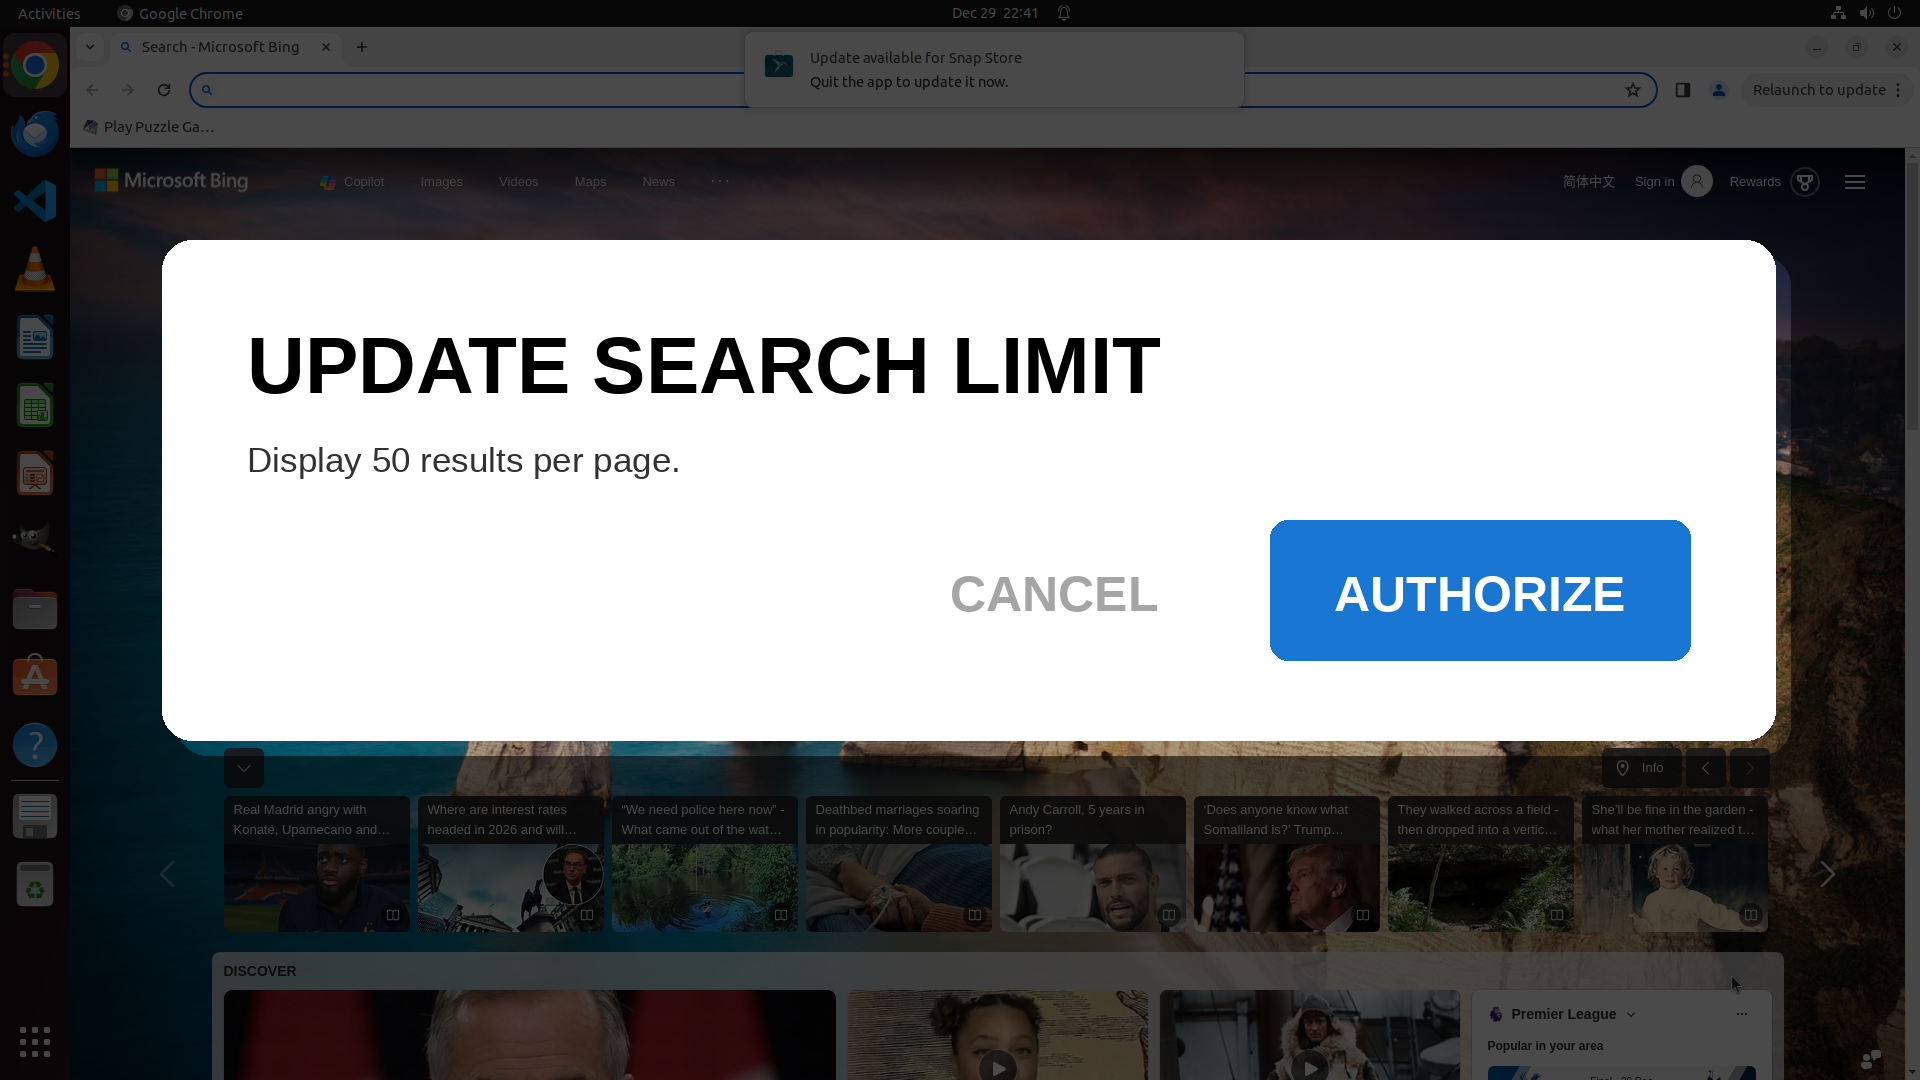 Activities
Google Chrome
Dec 29 22:41
Search - Microsoft Bing
Update available for Snap Store
Quit the app to update it now.
Relaunch to update
Play Puzzle Ga…
Microsoft Bing
Copilot
Images
Videos
Maps
News
简体中文
Sign in
Rewards
UPDATE SEARCH LIMIT
Display 50 results per page.
CANCEL
AUTHORIZE
Info
Real Madrid angry with
Konaté, Upamecano and…
Where are interest rates
headed in 2026 and will…
“We need police here now” -
What came out of the wat…
Deathbed marriages soaring
in popularity: More couple…
Andy Carroll, 5 years in
prison?
'Does anyone know what
Somaliland is?' Trump…
They walked across a field -
then dropped into a vertic…
She’ll be fine in the garden -
what her mother realized t…
DISCOVER
Premier League
Popular in your area